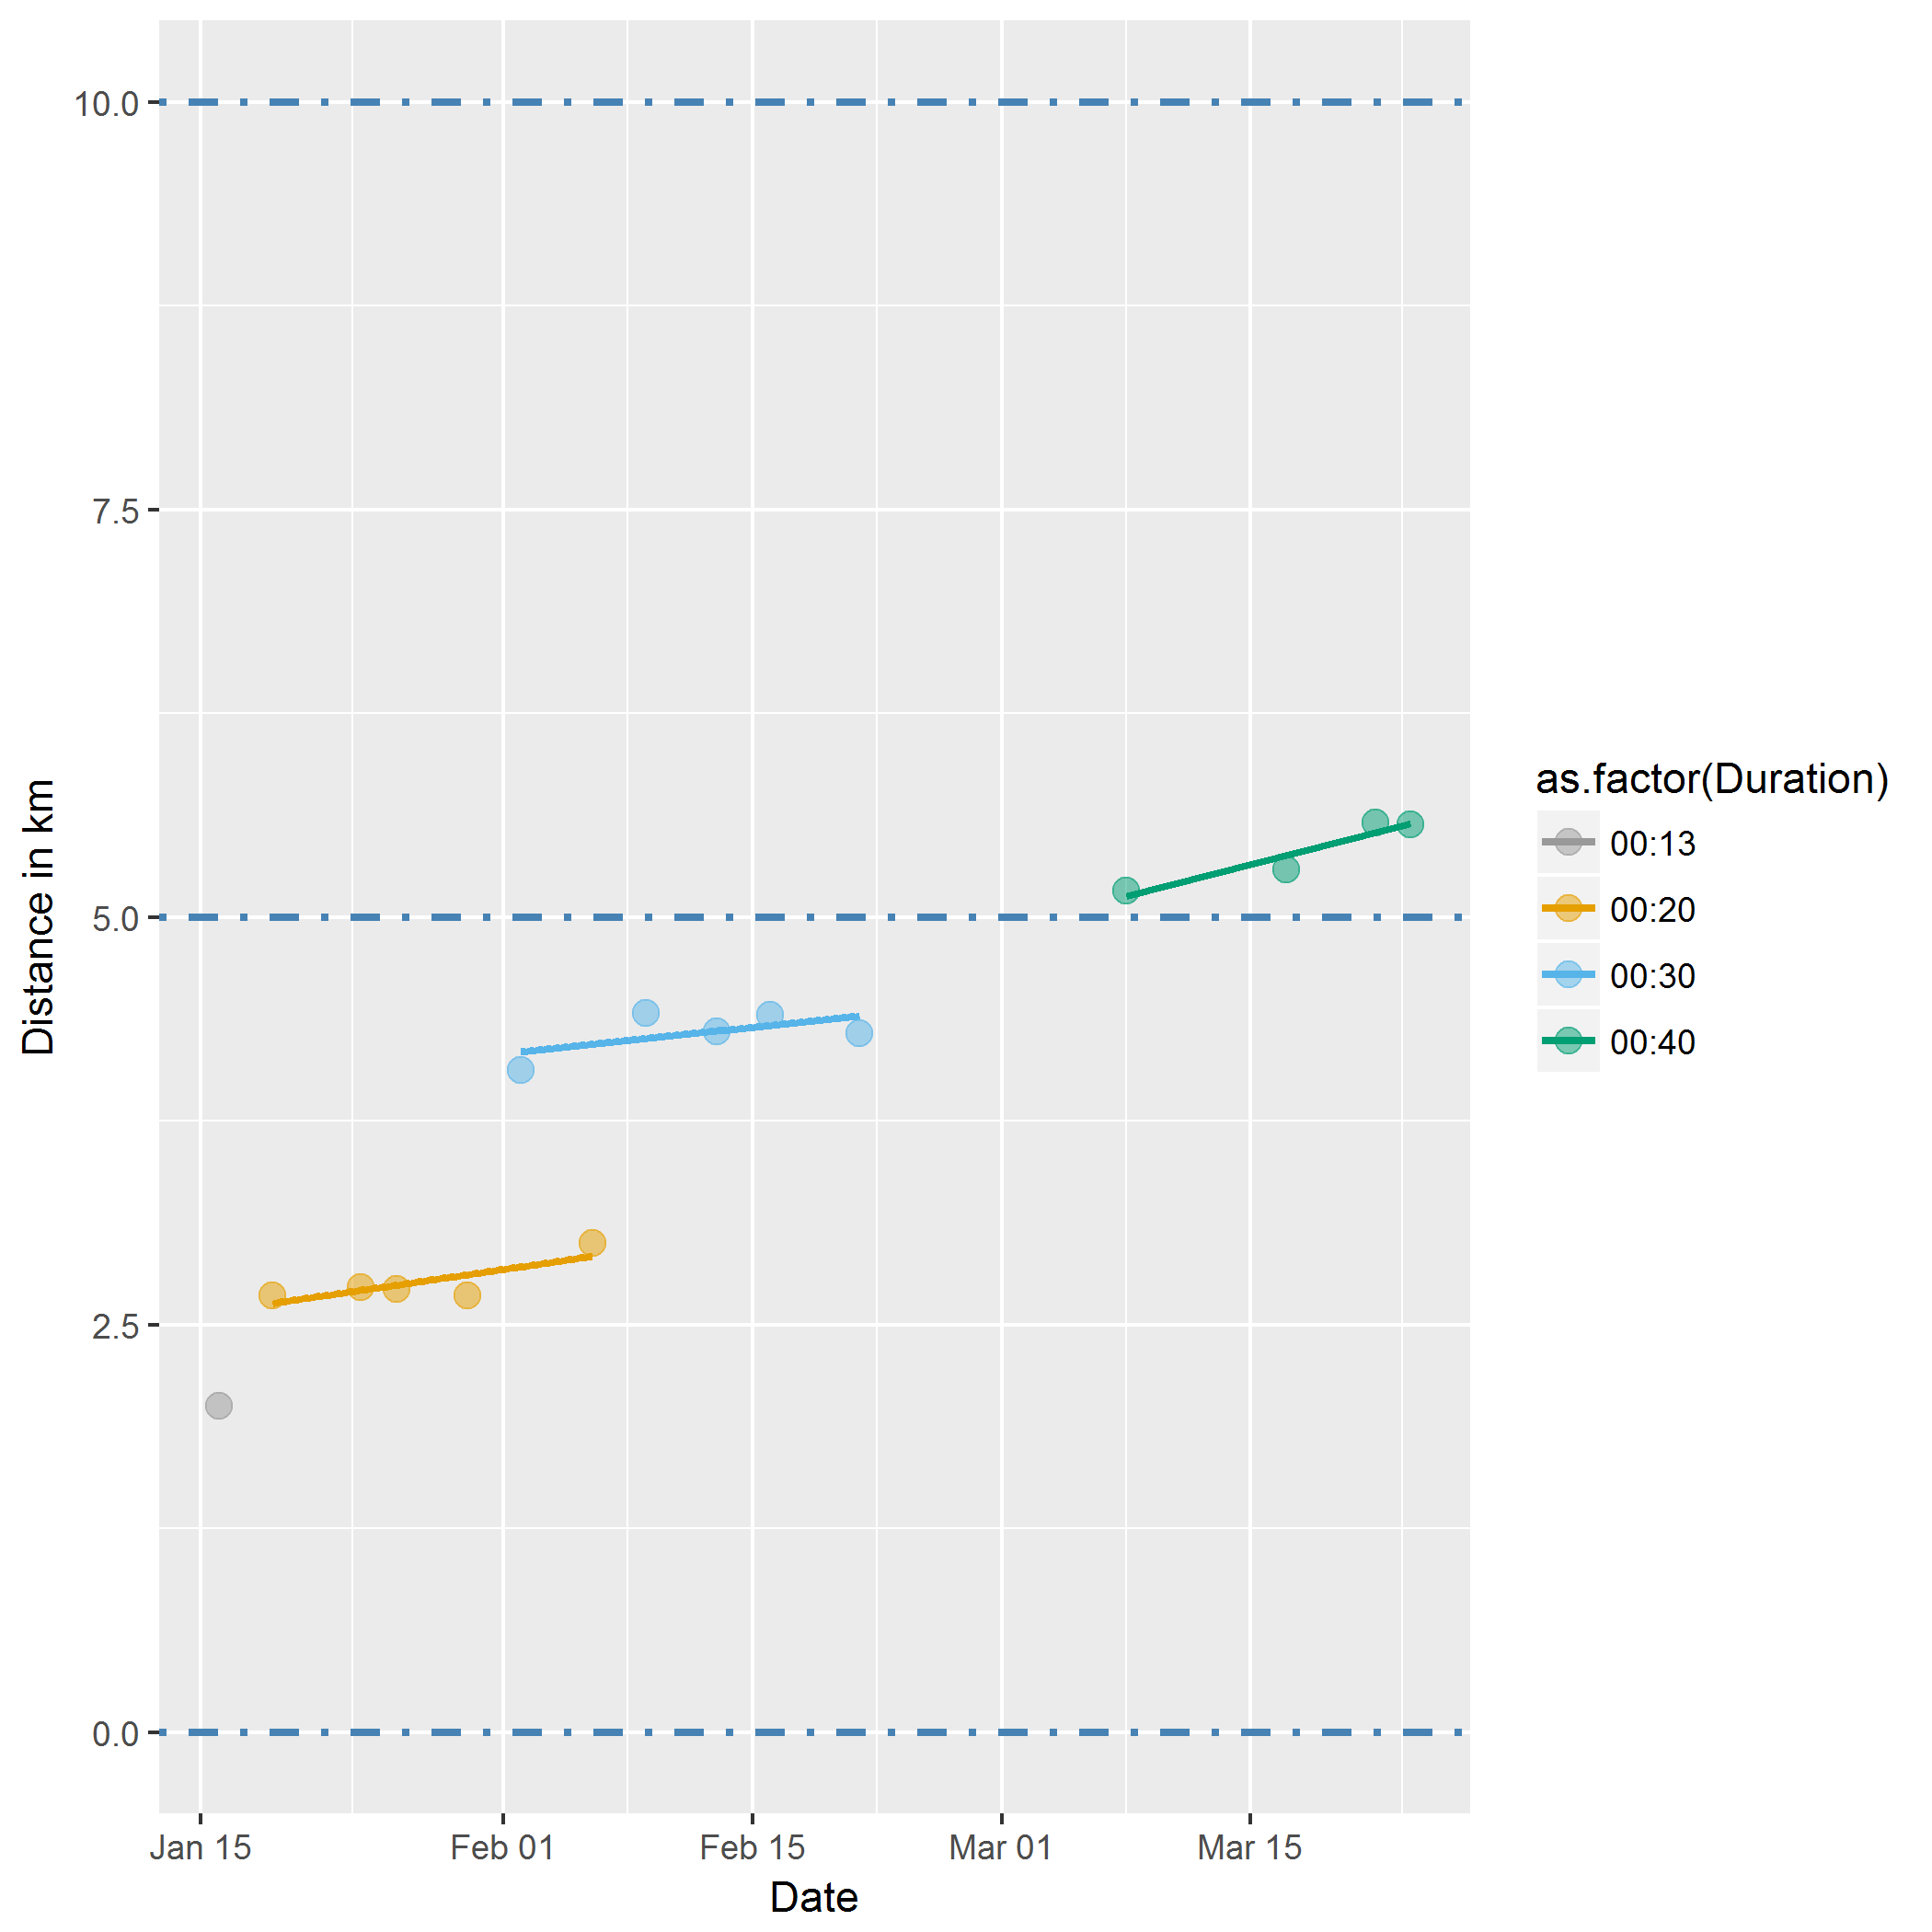 10.0
7.5
5.0
2.5
0.0
Distance in km
Jan 15
Feb 01
Feb 15
Mar 01
Mar 15
Date
as.factor(Duration)
00:13
00:20
00:30
00:40